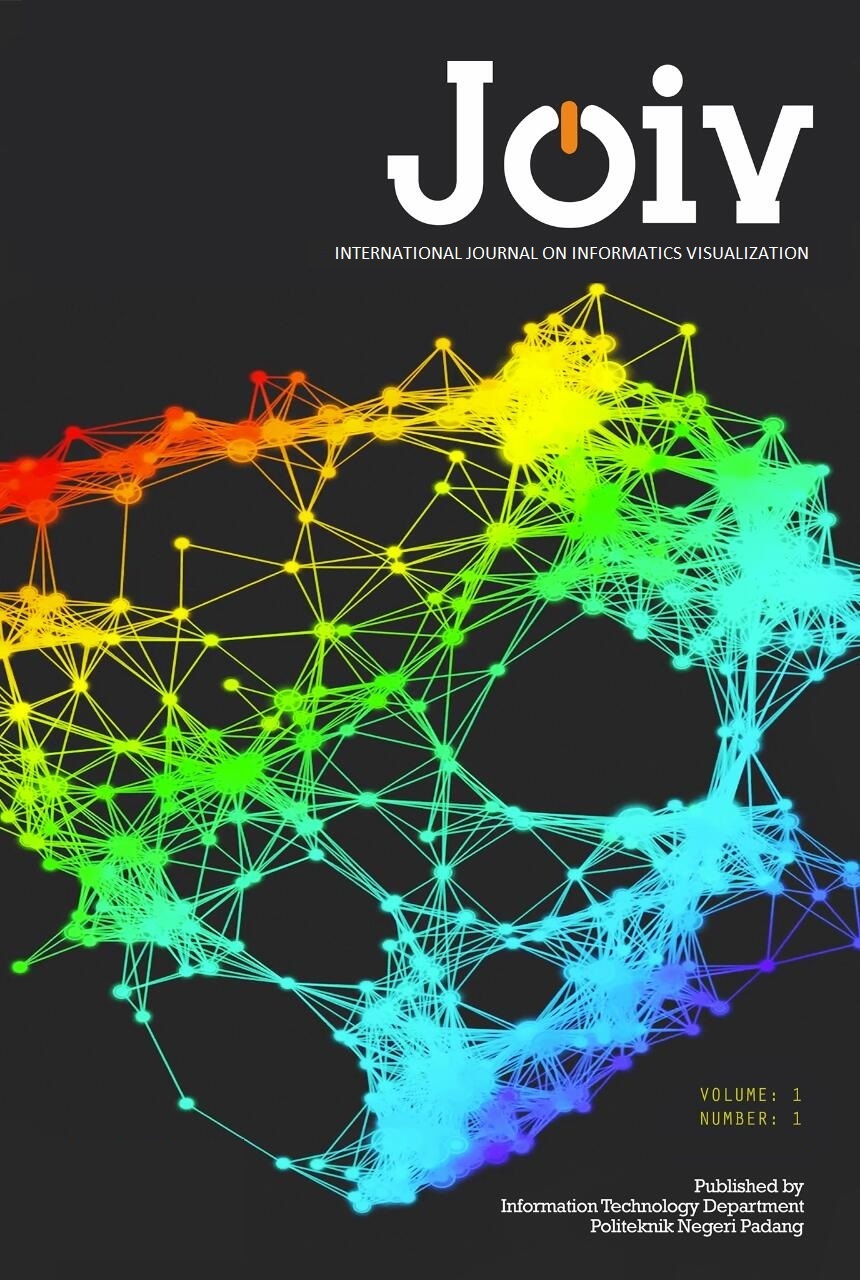 Joiv
INTERNATIONAL JOURNAL ON INFORMATICS VISUALIZATION
VOLUME: 1
NUMBER: 1
Published by
Information Technology Department
Politeknik Negeri Padang